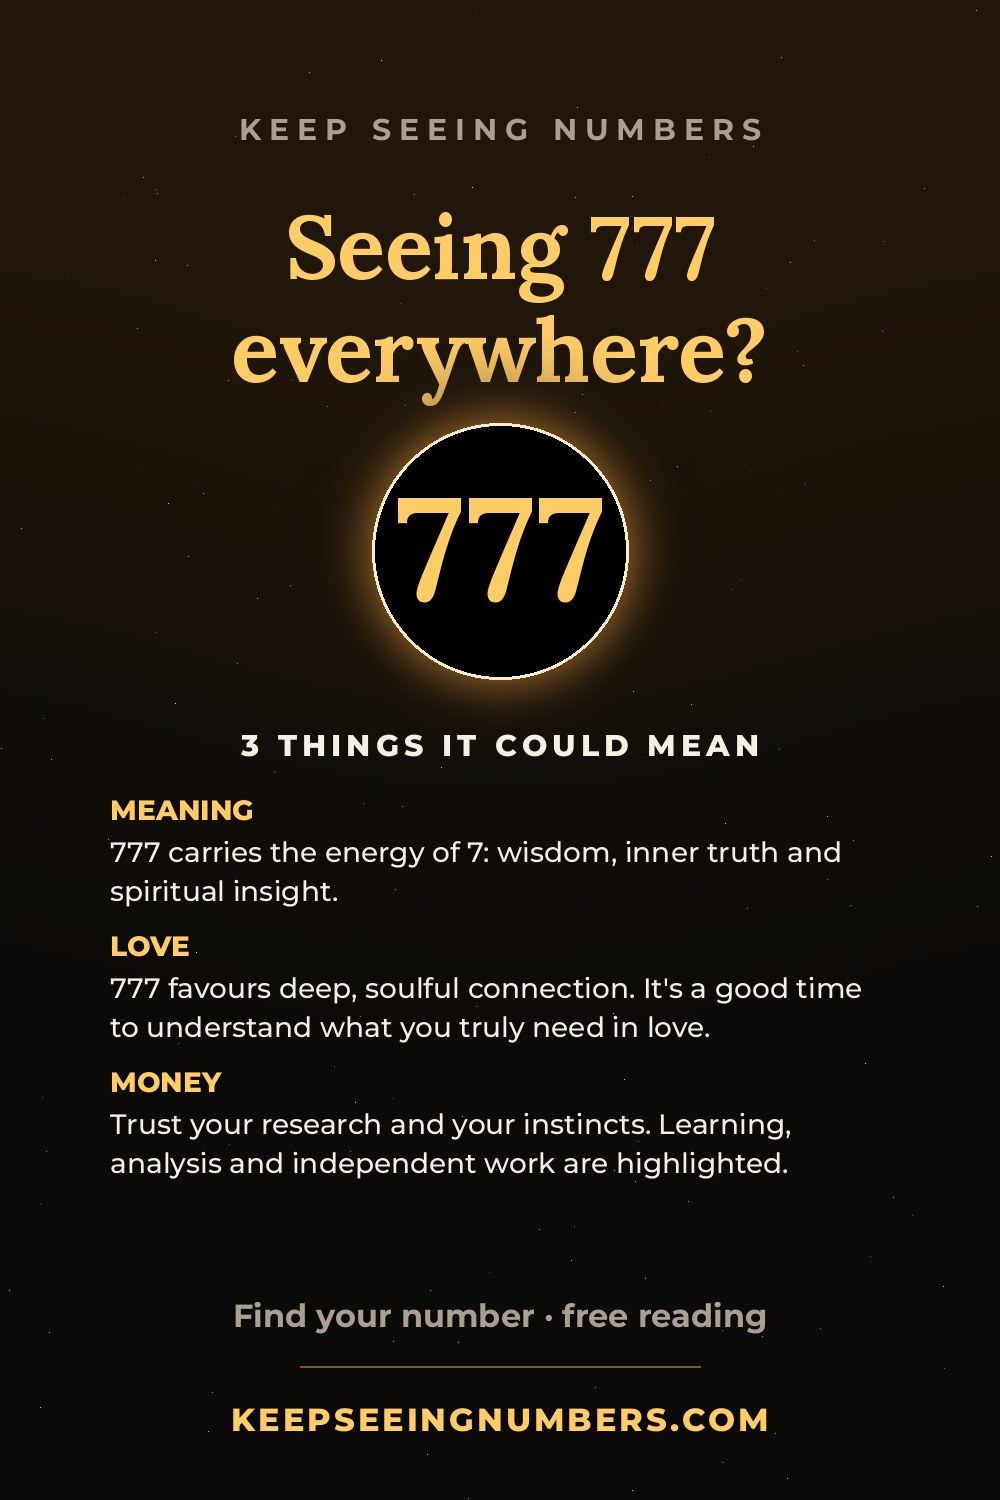 KEEP SEEING NUMBERS
Seeing 777
everywhere?
777
3 THINGS IT COULD MEAN
MEANING
777 carries the energy of 7: wisdom, inner truth and
spiritual insight.
LOVE
777 favours deep, soulful connection. It's a good time
to understand what you truly need in love.
MONEY
Trust your research and your instincts. Learning,
analysis and independent work are highlighted.
Find your number · free reading
KEEPSEEINGNUMBERS.COM